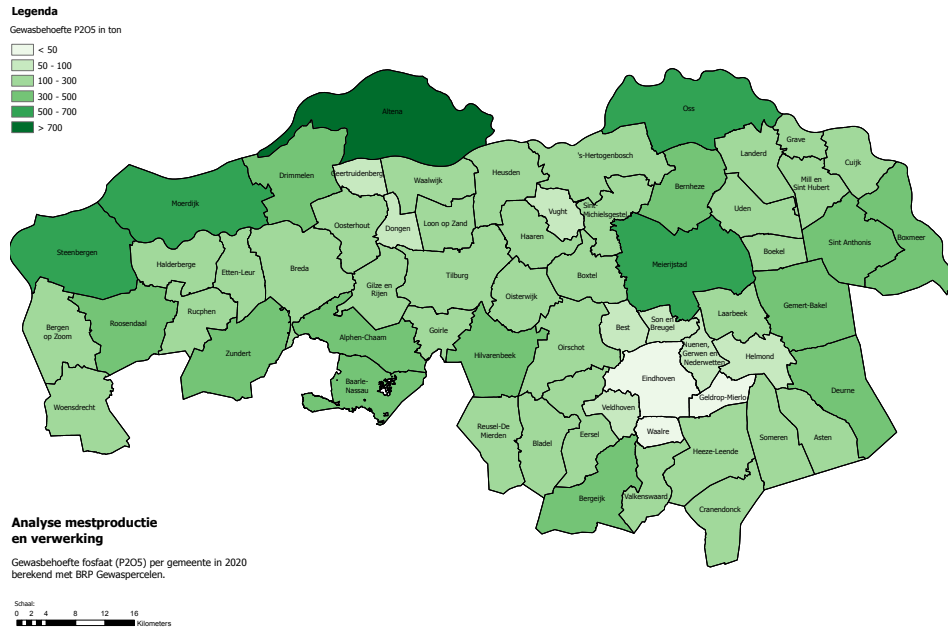 Legenda
Gewasbehoefte P2O5 in ton
< 50
50 - 100
100 - 300
300 - 500
500 - 700
> 700
Altena
Oss
's-Hertogenbosch
Landerd
Grave
Cuijk
Drimmelen
Geertruidenberg
Waalwijk
Heusden
Bernheze
Mill en
Sint Hubert
Moerdijk
Vught
Sint-
Michielsgestel
Uden
Oosterhout
Dongen
Loon op Zand
Haaren
Boxmeer
Sint Anthonis
Steenbergen
Halderberge
Etten-Leur
Breda
Tilburg
Boxtel
Meierijstad
Boekel
Gilze en
Rijen
Oisterwijk
Gemert-Bakel
Rucphen
Roosendaal
Bergen
op Zoom
Laarbeek
Son en
Breugel
Best
Goirle
Alphen-Chaam
Oirschot
Hilvarenbeek
Zundert
Nuenen,
Gerwen en
Nederwetten
Helmond
Eindhoven
Baarle-
Nassau
Deurne
Geldrop-Mierlo
Woensdrecht
Veldhoven
Reusel-De
Mierden
Waalre
Eersel
Bladel
Someren
Asten
Heeze-Leende
Bergeijk
Valkenswaard
Cranendonck
Analyse mestproductie
en verwerking
Gewasbehoefte fosfaat (P2O5) per gemeente in 2020
berekend met BRP Gewaspercelen.
Schaal:
0 2 4 8 12 16
Kilometers